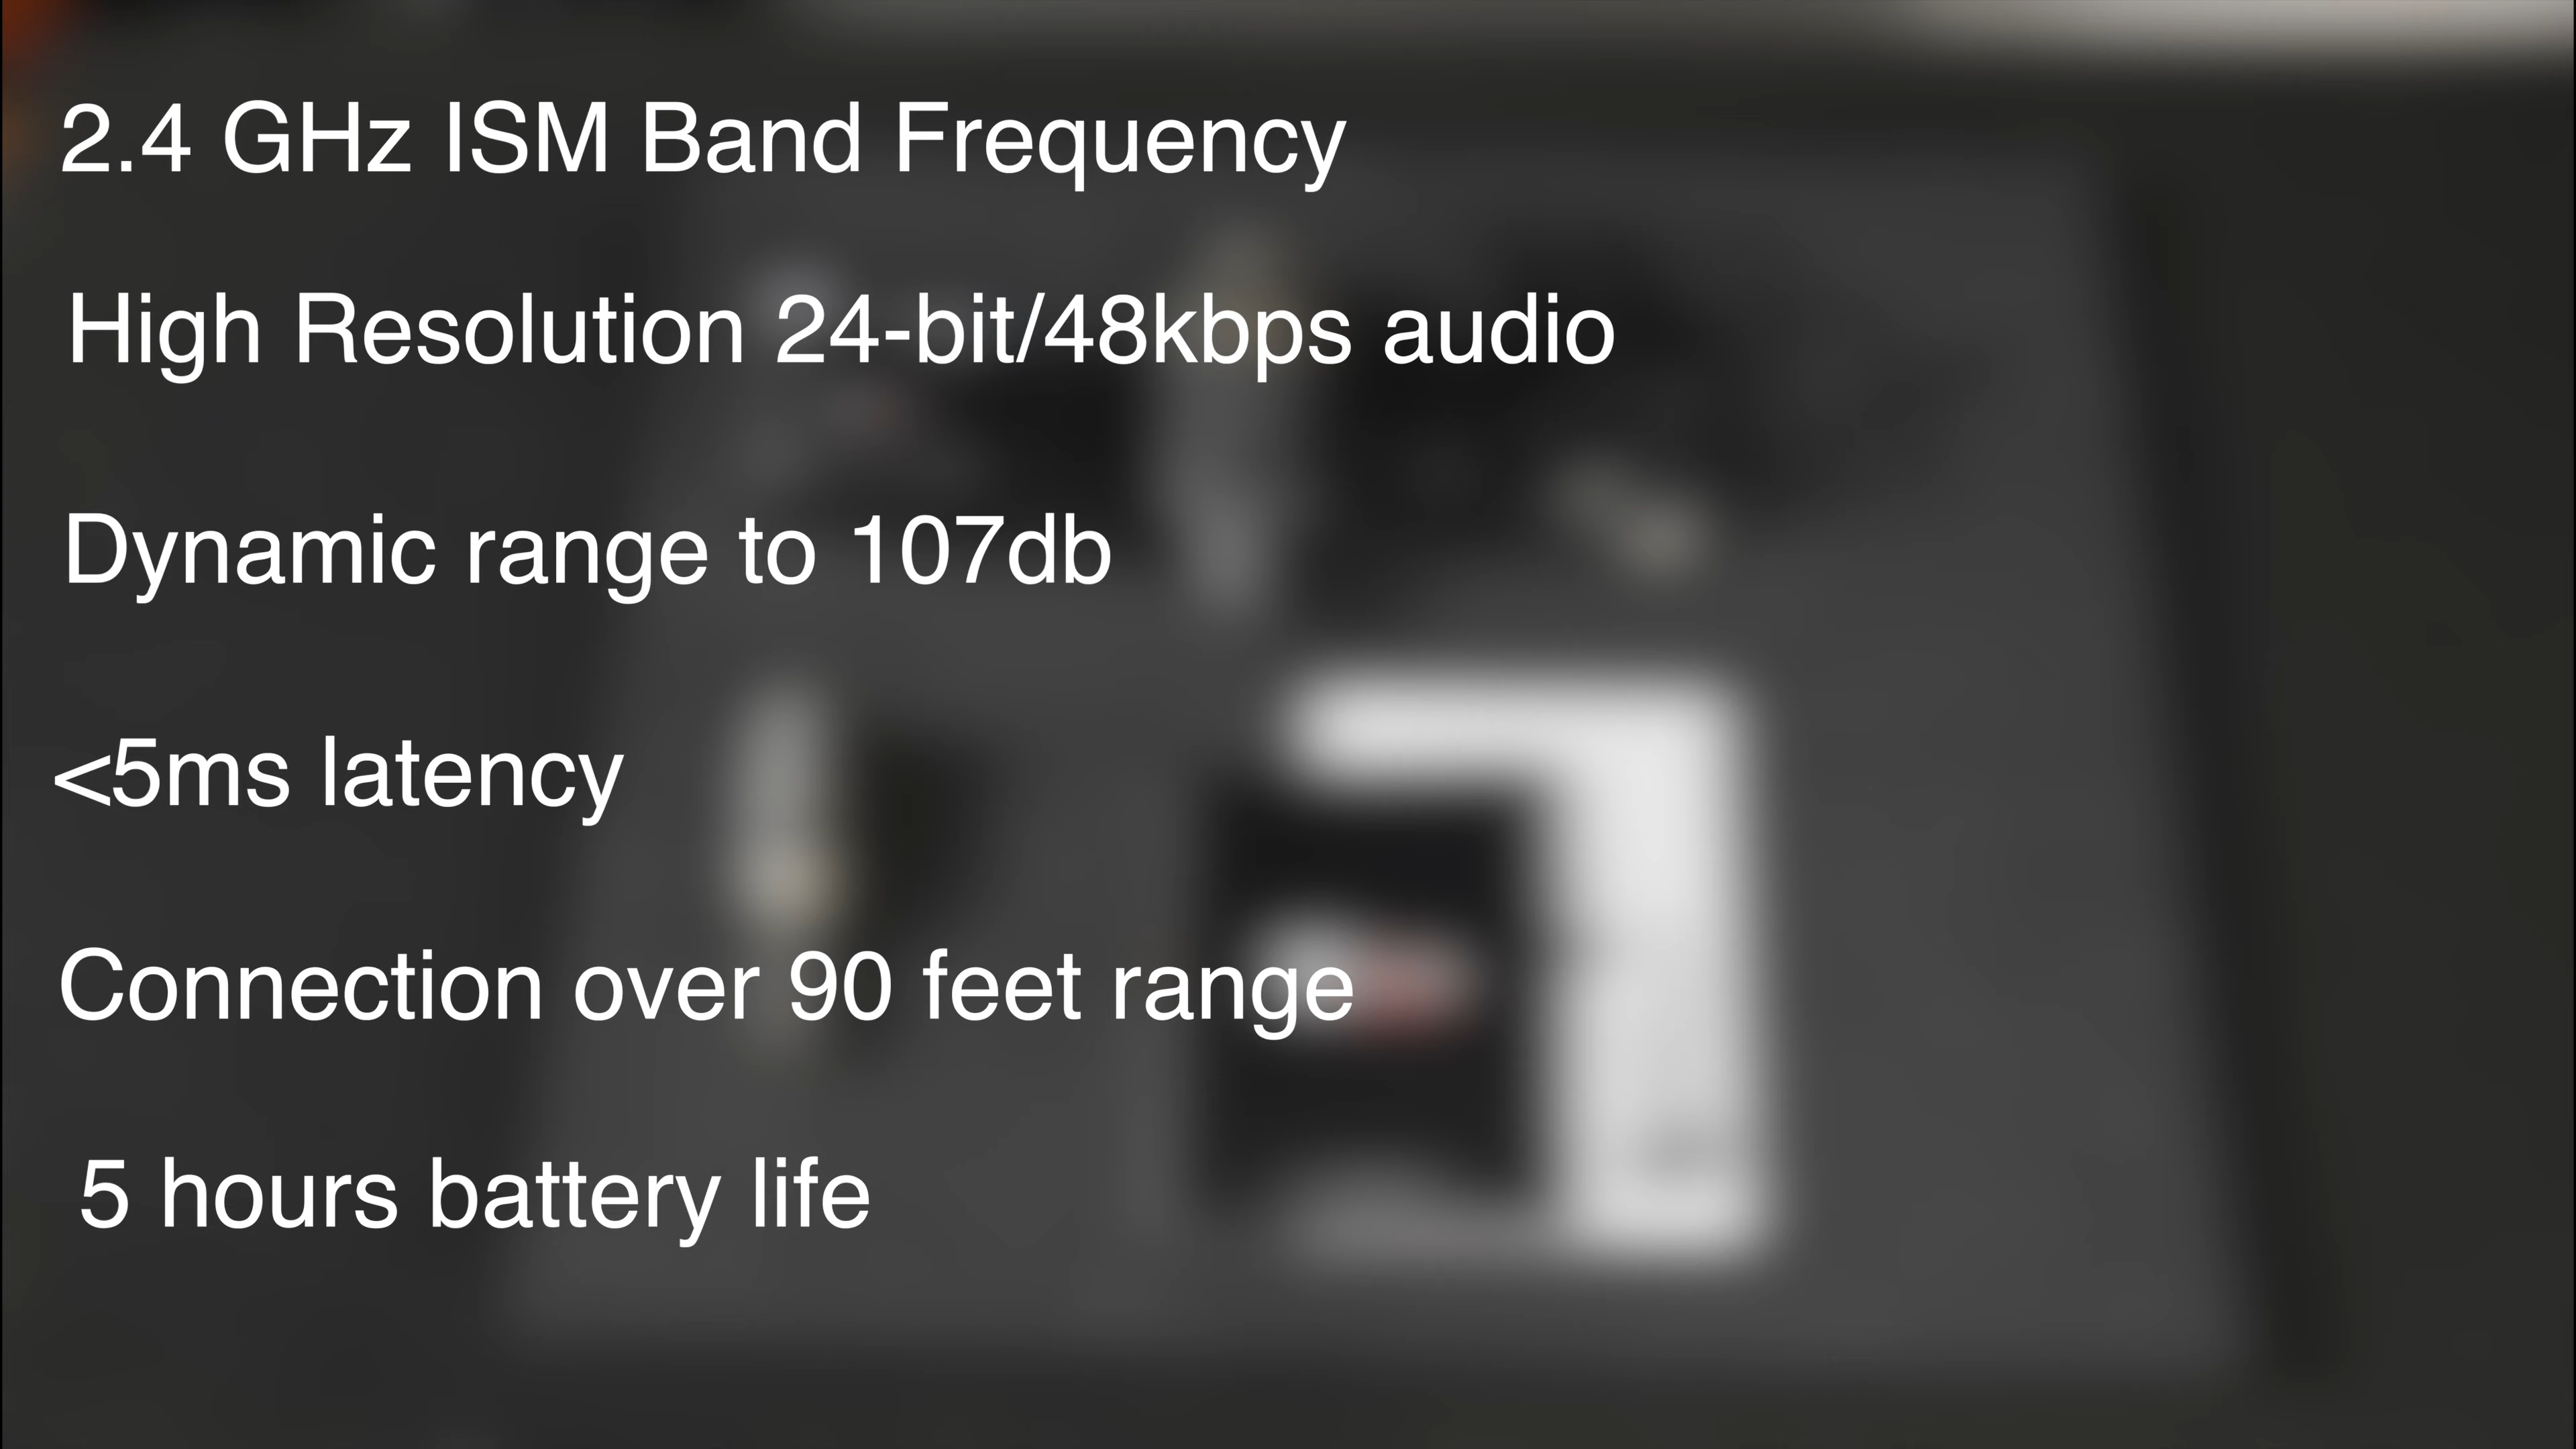 2.4 GHz ISM Band Frequency
High Resolution 24-bit/48kbps audio
Dynamic range to 107db
<5ms latency
Connection over 90 feet range
5 hours battery life